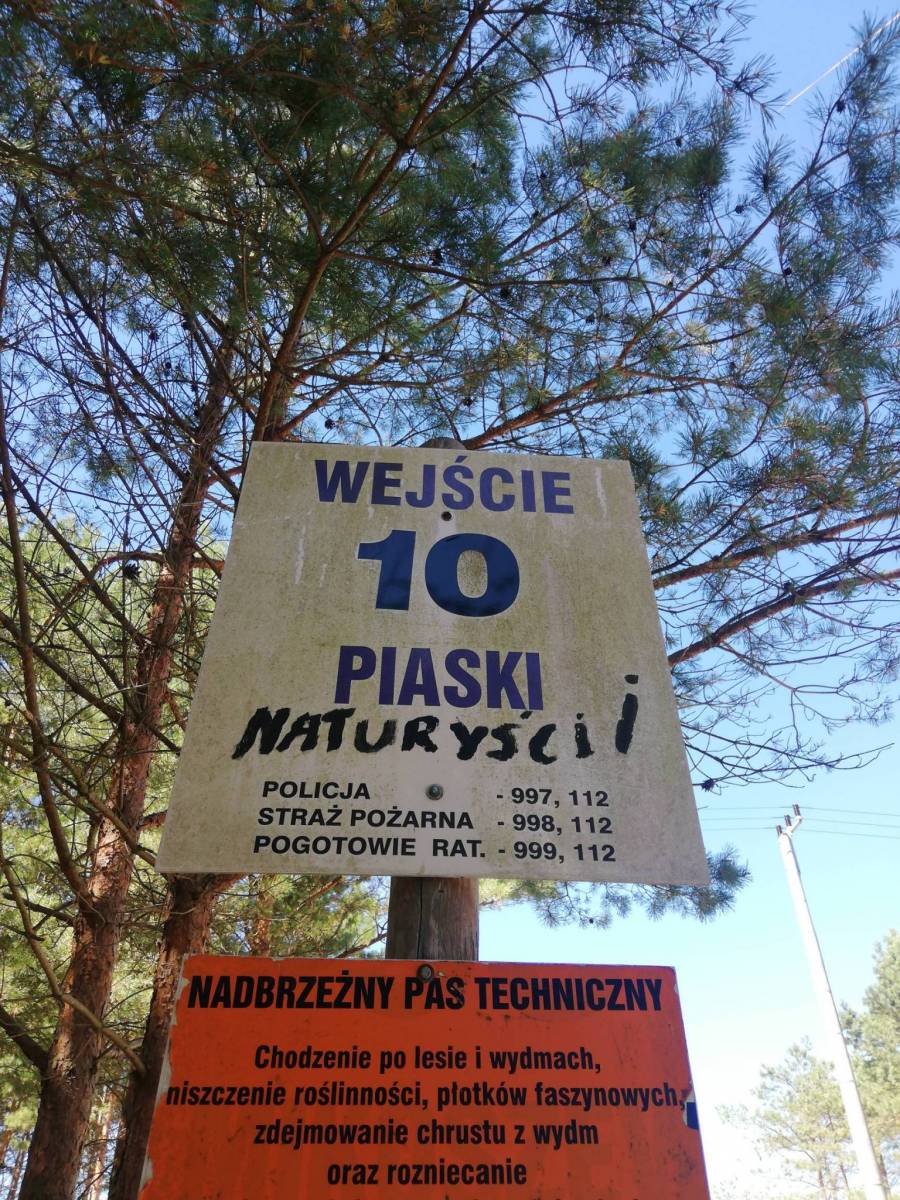 WEJŚCIE
10
PIASKI
NATURYŚCI i
POLICJA - 997, 112
STRAŻ POŻARNA - 998, 112
POGOTOWIE RAT. - 999, 112
NADBRZEŻNY PAS TECHNICZNY
Chodzenie po lesie i wydmach,
niszczenie roślinności, płotków faszynowych,
zdejmowanie chrustu z wydm
oraz rozniecanie